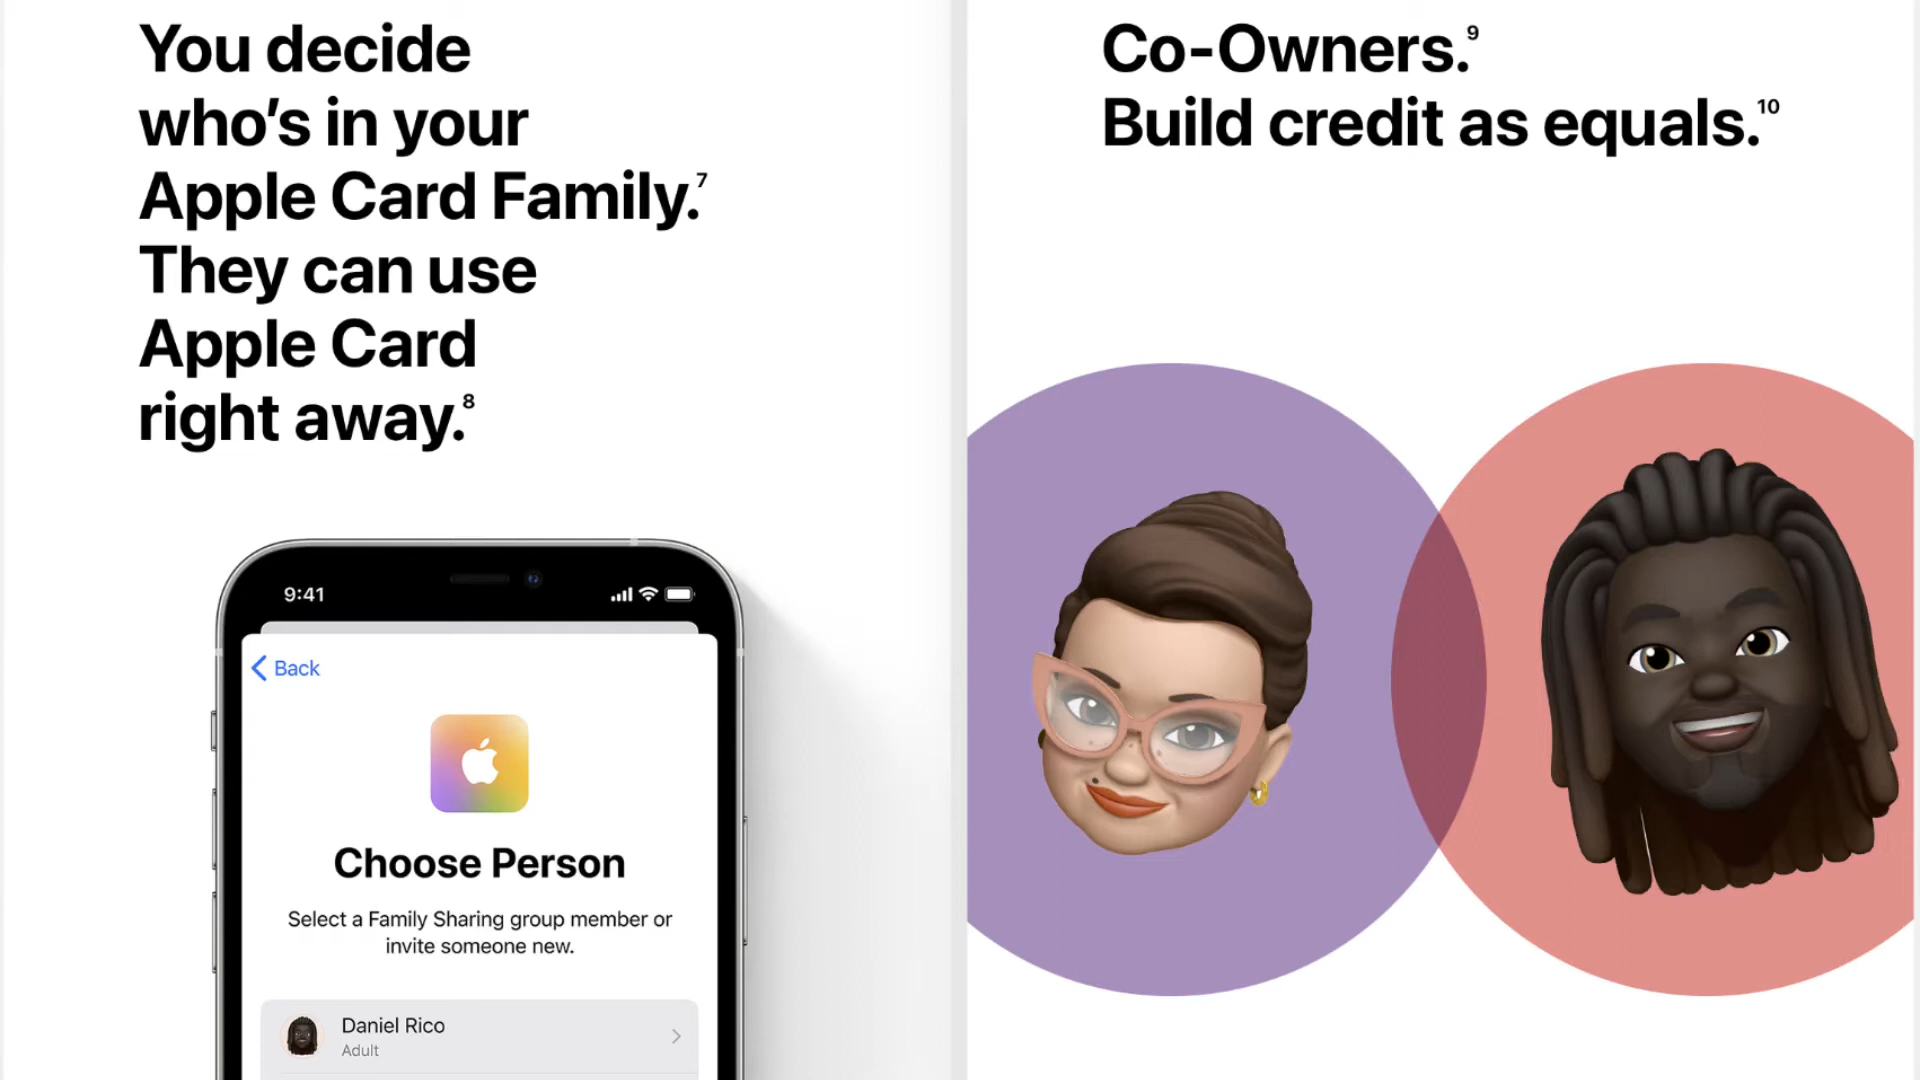 You decide
who's in your
Apple Card Family.⁷
They can use
Apple Card
right away.⁸
9:41
Back
Choose Person
Select a Family Sharing group member or
invite someone new.
Daniel Rico
Adult
Co-Owners.⁹
Build credit as equals.¹⁰